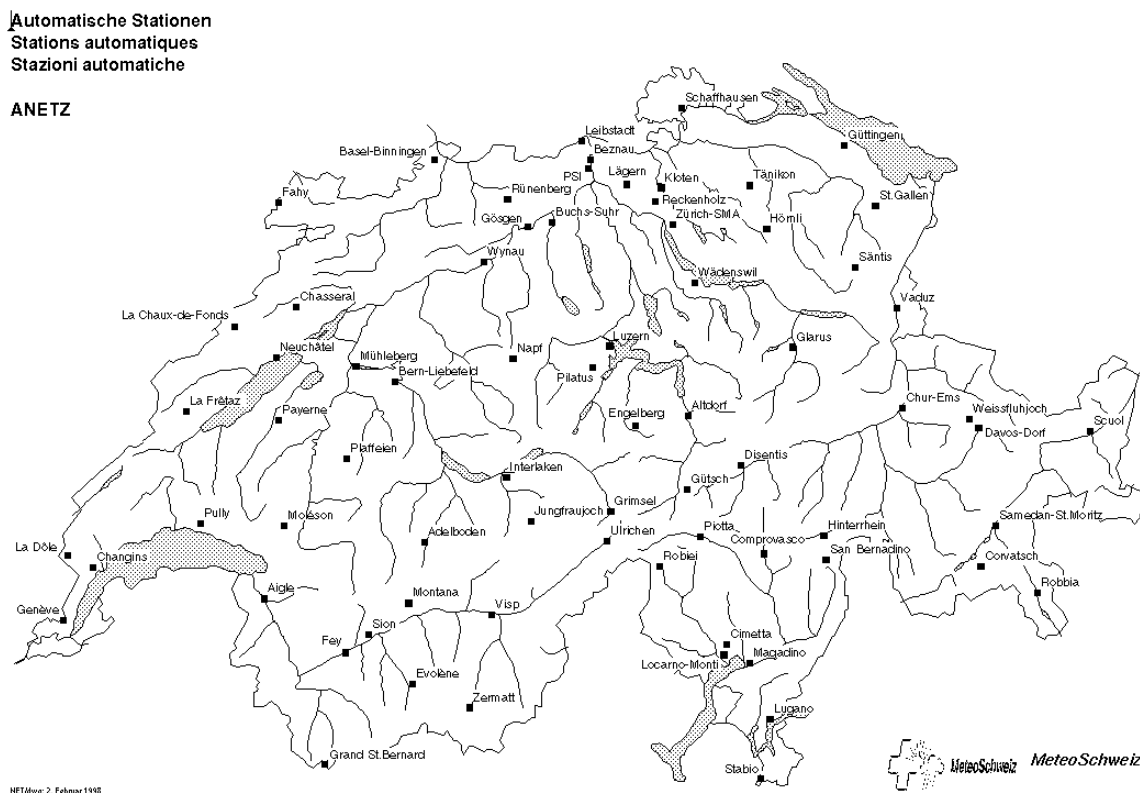 Automatische Stationen
Stations automatiques
Stazioni automatiche
ANETZ
Schaffhausen
Leibstadt
Güttingen
Basel-Binningen
Beznau
PSI
Lägern
Kloten
Tänikon
Fahy
Rünenberg
Reckenholz
St.Gallen
Gösgen
Buchs-Suhr
Zürich-SMA
Hörnli
Wynau
Säntis
Wädenswil
Chasseral
Vaduz
La Chaux-de-Fonds
Luzern
Glarus
Neuchâtel
Napf
Mühleberg
Bern-Liebefeld
Pilatus
La Frêtaz
Payerne
Engelberg
Altdorf
Chur-Ems
Weissfluhjoch
Scuol
Davos-Dorf
Plaffeien
Interlaken
Disentis
Gütsch
Pully
Moléson
Jungfraujoch
Grimsel
Samedan-St.Moritz
Adelboden
Ulrichen
Piotta
Hinterrhein
La Dôle
Changins
Comprovasco
San Bernadino
Corvatsch
Robiei
Robbia
Aigle
Montana
Visp
Genève
Sion
Fey
Cimetta
Locarno-Monti
Magadino
Evolène
Zermatt
Lugano
Grand St.Bernard
Stabio
MeteoSchweiz
MeteoSchweiz
2. Februar 1998